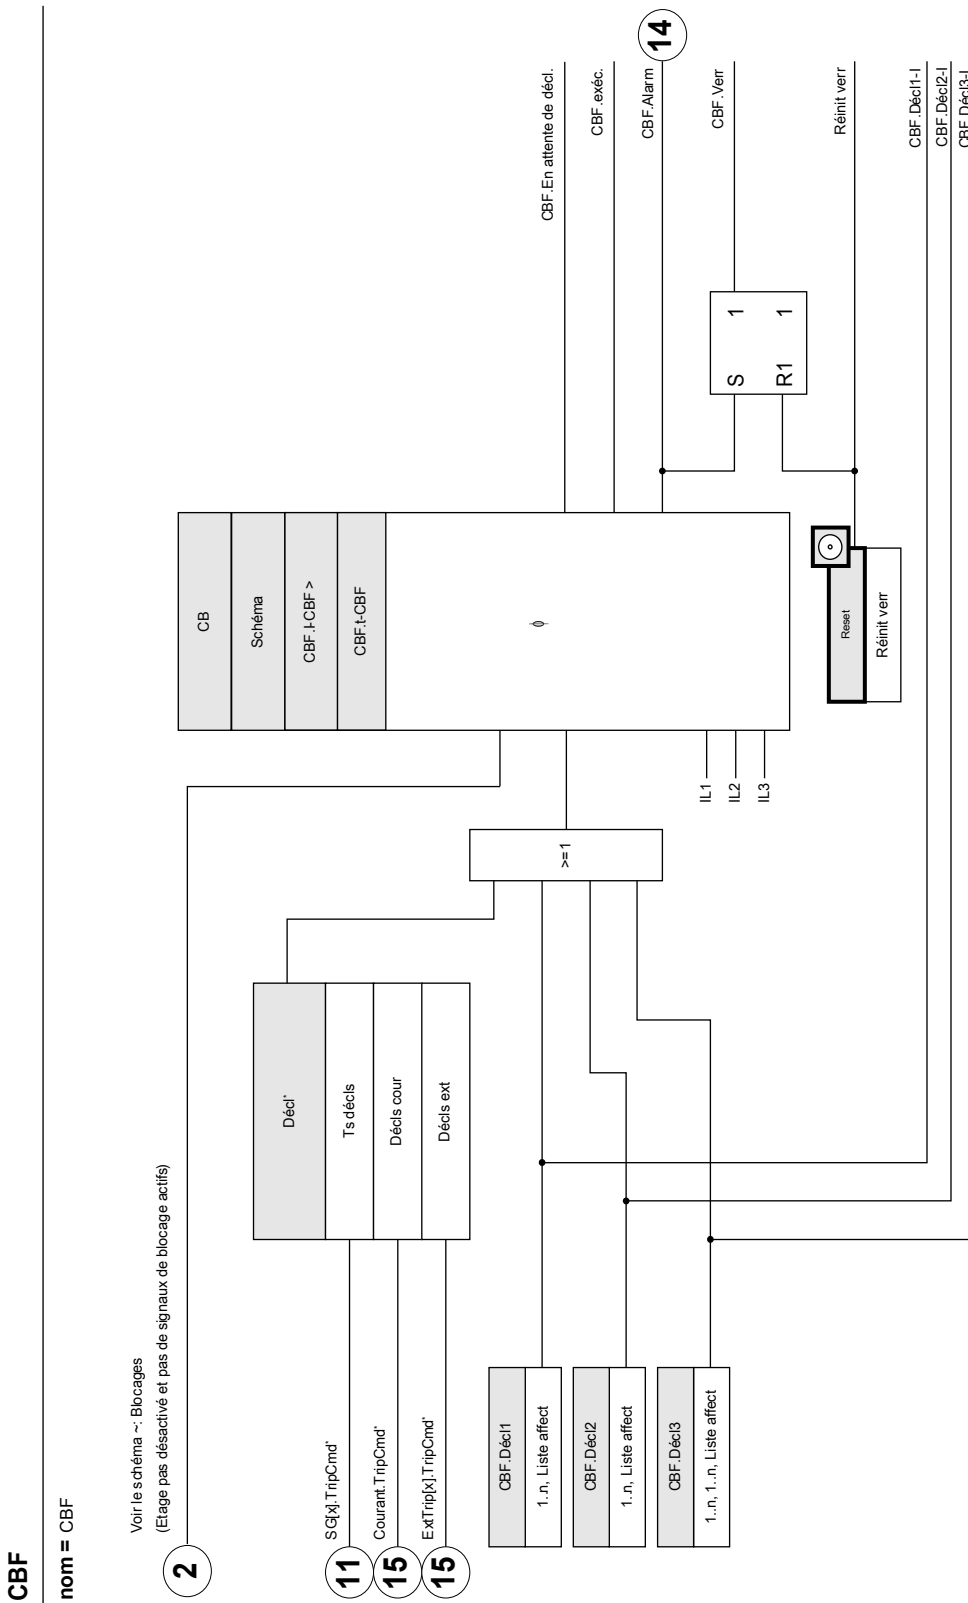 CBF
nom = CBF
2
Voir le schéma ~: Blocages
(Etage pas désactivé et pas de signaux de blocage actifs)
11
SG[x].TripCmd'
15
Courant.TripCmd'
15
ExtTrip[x].TripCmd'
Décl'
Ts décls
Décls cour
Décls ext
CBF.Décl1
1..n, Liste affect
CBF.Décl2
1..n, Liste affect
CBF.Décl3
1..n, 1..n, Liste affect
>=1
IL1
IL2
IL3
CB
Schéma
CBF.I-CBF >
CBF.t-CBF
φ
Reset
Réinit verr
S 1
R1 1
CBF.En attente de décl.
CBF.exéc.
CBF.Alarm
14
CBF.Verr
Réinit verr
CBF.Décl1-I
CBF.Décl2-I
CBF.Décl3-I